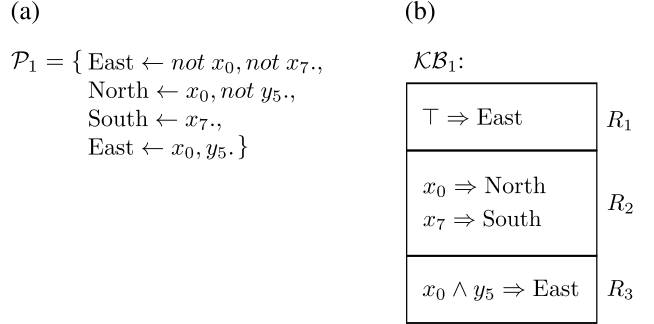 (a)
𝒫₁ = { East ← not x₀, not x₇.,
North ← x₀, not y₅.,
South ← x₇.,
East ← x₀, y₅. }
(b)
𝒦ℬ₁:
⊤ ⇒ East R₁
x₀ ⇒ North
x₇ ⇒ South
R₂
x₀ ∧ y₅ ⇒ East R₃